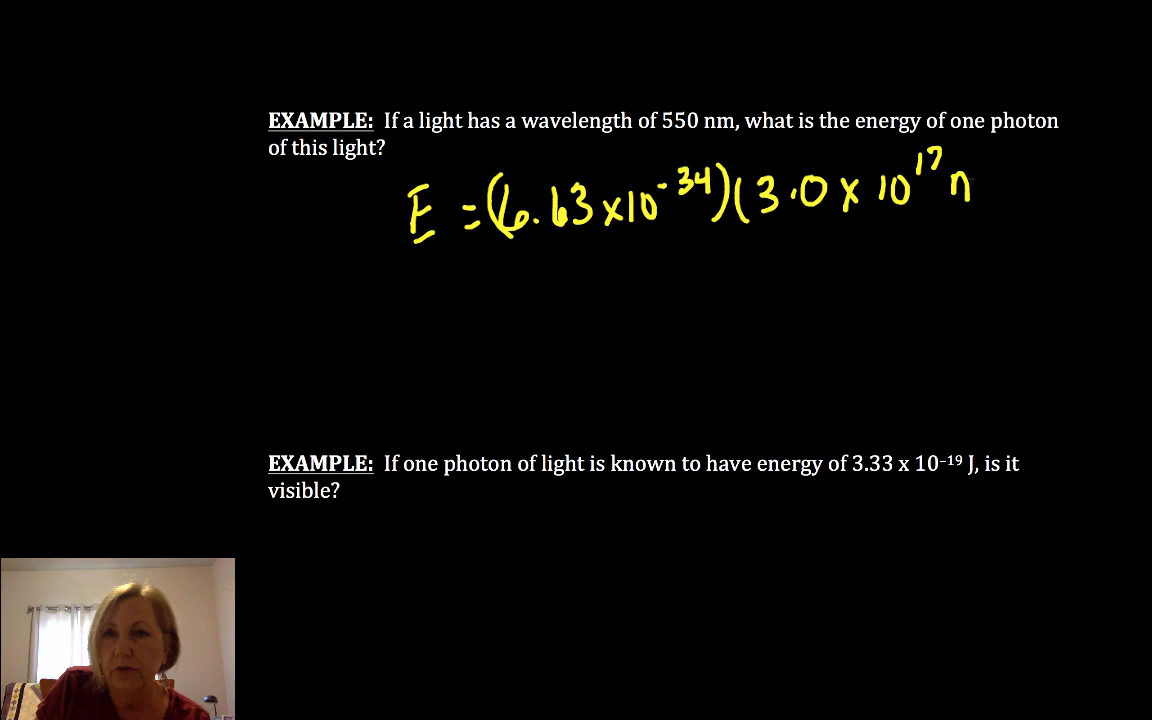 EXAMPLE: If a light has a wavelength of 550 nm, what is the energy of one photon
of this light?
E = (6.63 x 10⁻³⁴)(3.0 x 10¹⁷ n
EXAMPLE: If one photon of light is known to have energy of 3.33 x 10⁻¹⁹ J, is it
visible?